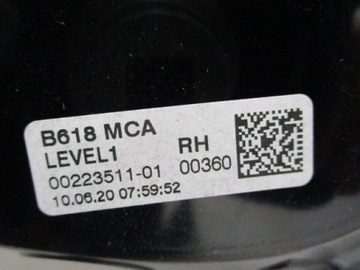 B618 MCA
LEVEL1 RH
00223511-01 00360
10.06.20 07:59:52